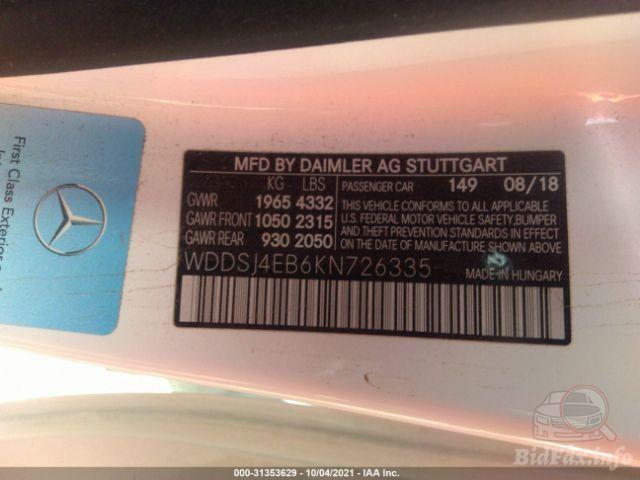 First Class Exterior
MFD BY DAIMLER AG STUTTGART
KG LBS
GVWR 1965 4332
GAWR FRONT 1050 2315
GAWR REAR 930 2050
PASSENGER CAR 149 08/18
THIS VEHICLE CONFORMS TO ALL APPLICABLE
U.S. FEDERAL MOTOR VEHICLE SAFETY, BUMPER
AND THEFT PREVENTION STANDARDS IN EFFECT
ON THE DATE OF MANUFACTURE SHOWN ABOVE.
WDDSJ4EB6KN726335
MADE IN HUNGARY
BidFax.info
000-31353629 - 10/04/2021 - IAA Inc.